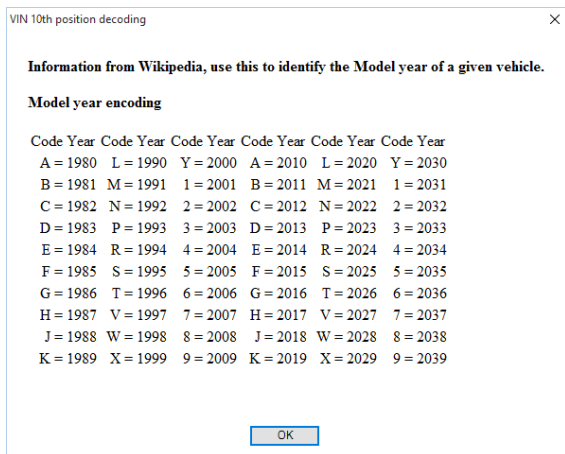 VIN 10th position decoding
Information from Wikipedia, use this to identify the Model year of a given vehicle.
Model year encoding
Code Year Code Year Code Year Code Year Code Year Code Year
A = 1980 L = 1990 Y = 2000 A = 2010 L = 2020 Y = 2030
B = 1981 M = 1991 1 = 2001 B = 2011 M = 2021 1 = 2031
C = 1982 N = 1992 2 = 2002 C = 2012 N = 2022 2 = 2032
D = 1983 P = 1993 3 = 2003 D = 2013 P = 2023 3 = 2033
E = 1984 R = 1994 4 = 2004 E = 2014 R = 2024 4 = 2034
F = 1985 S = 1995 5 = 2005 F = 2015 S = 2025 5 = 2035
G = 1986 T = 1996 6 = 2006 G = 2016 T = 2026 6 = 2036
H = 1987 V = 1997 7 = 2007 H = 2017 V = 2027 7 = 2037
J = 1988 W = 1998 8 = 2008 J = 2018 W = 2028 8 = 2038
K = 1989 X = 1999 9 = 2009 K = 2019 X = 2029 9 = 2039
OK